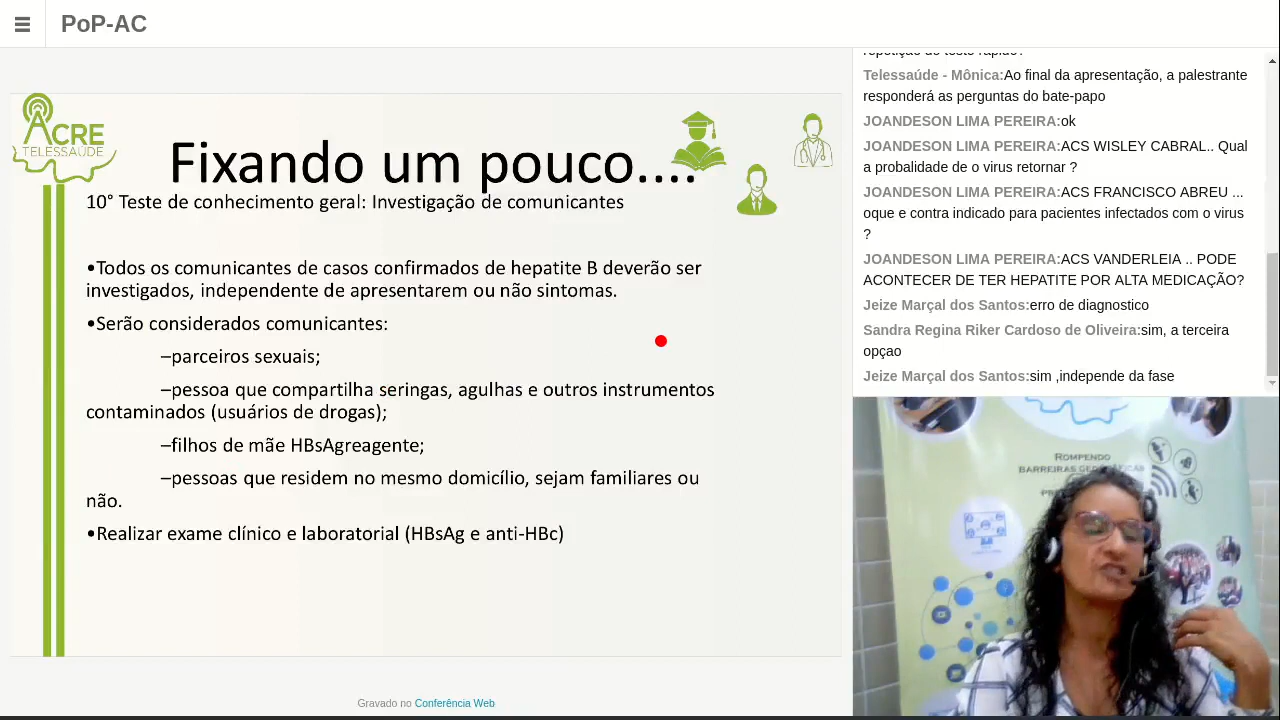 PoP-AC
ACRE
TELESSAÚDE
Fixando um pouco....
10° Teste de conhecimento geral: Investigação de comunicantes
•Todos os comunicantes de casos confirmados de hepatite B deverão ser
investigados, independente de apresentarem ou não sintomas.
•Serão considerados comunicantes:
–parceiros sexuais;
–pessoa que compartilha seringas, agulhas e outros instrumentos
contaminados (usuários de drogas);
–filhos de mãe HBsAgreagente;
–pessoas que residem no mesmo domicílio, sejam familiares ou
não.
•Realizar exame clínico e laboratorial (HBsAg e anti-HBc)
Gravado no Conferência Web
repetição do teste rapido?
Telessaúde - Mônica:Ao final da apresentação, a palestrante
responderá as perguntas do bate-papo
JOANDESON LIMA PEREIRA:ok
JOANDESON LIMA PEREIRA:ACS WISLEY CABRAL.. Qual
a probalidade de o virus retornar ?
JOANDESON LIMA PEREIRA:ACS FRANCISCO ABREU ...
oque e contra indicado para pacientes infectados com o virus
?
JOANDESON LIMA PEREIRA:ACS VANDERLEIA .. PODE
ACONTECER DE TER HEPATITE POR ALTA MEDICAÇÃO?
Jeize Marçal dos Santos:erro de diagnostico
Sandra Regina Riker Cardoso de Oliveira:sim, a terceira
opçao
Jeize Marçal dos Santos:sim ,independe da fase
ROMPENDO
BARREIRAS